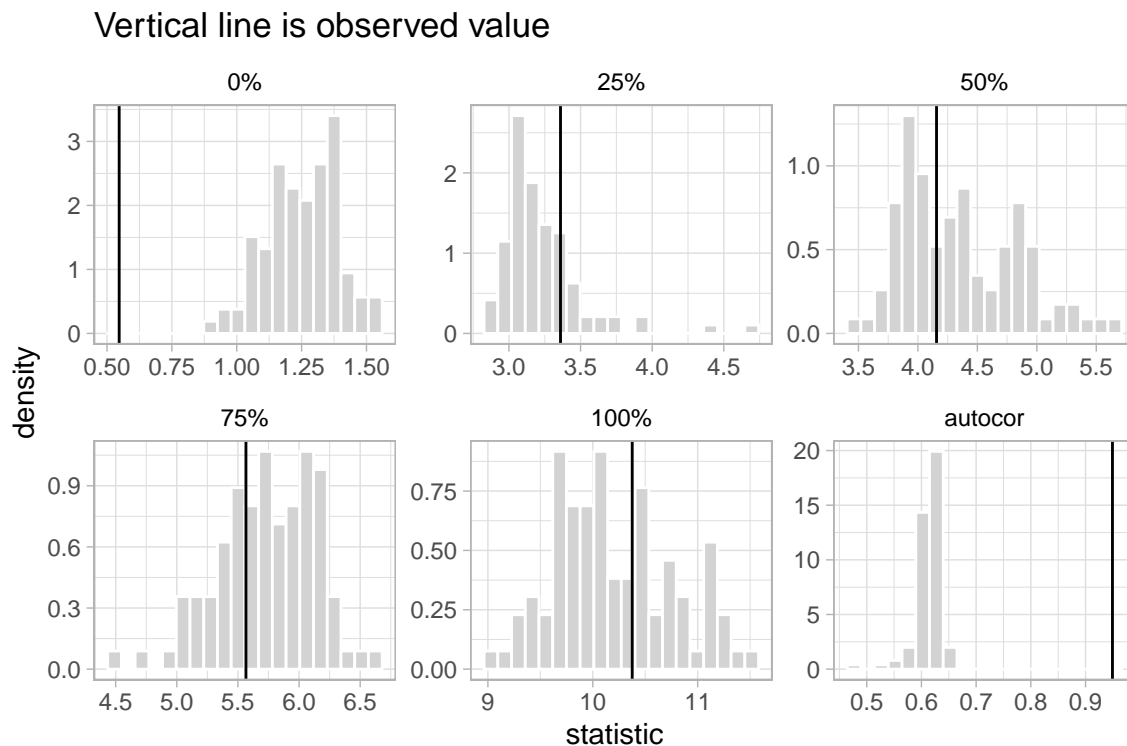 Vertical line is observed value
0% 25% 50%
3 2 1 0
0.50 0.75 1.00 1.25 1.50
2 1 0
3.0 3.5 4.0 4.5
1.0 0.5 0.0
3.5 4.0 4.5 5.0 5.5
density
75% 100% autocor
0.9 0.6 0.3 0.0
4.5 5.0 5.5 6.0 6.5
0.75 0.50 0.25 0.00
9 10 11
20 15 10 5 0
0.5 0.6 0.7 0.8 0.9
statistic